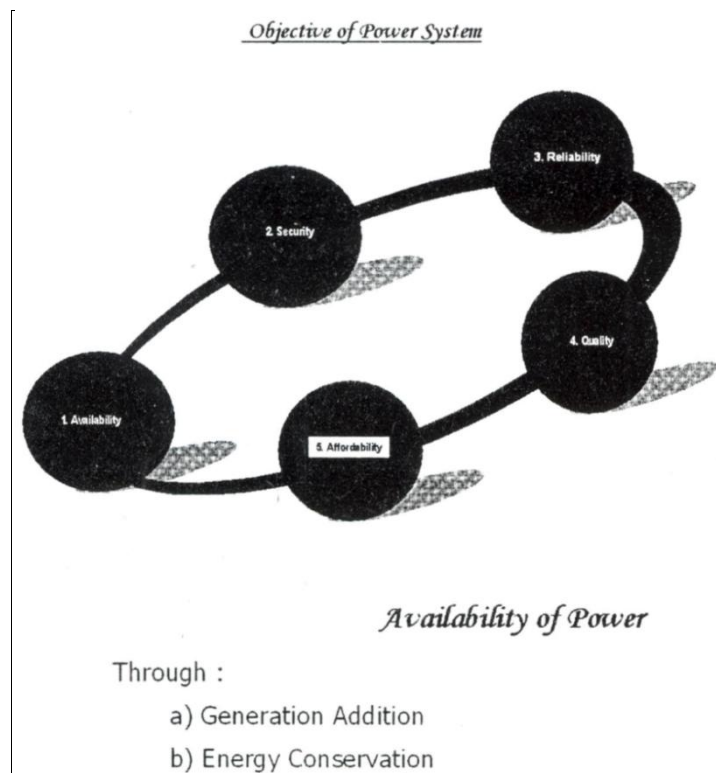 Objective of Power System
3. Reliability
2. Security
4. Quality
1. Availability
5. Affordability
Availability of Power
Through :
a) Generation Addition
b) Energy Conservation